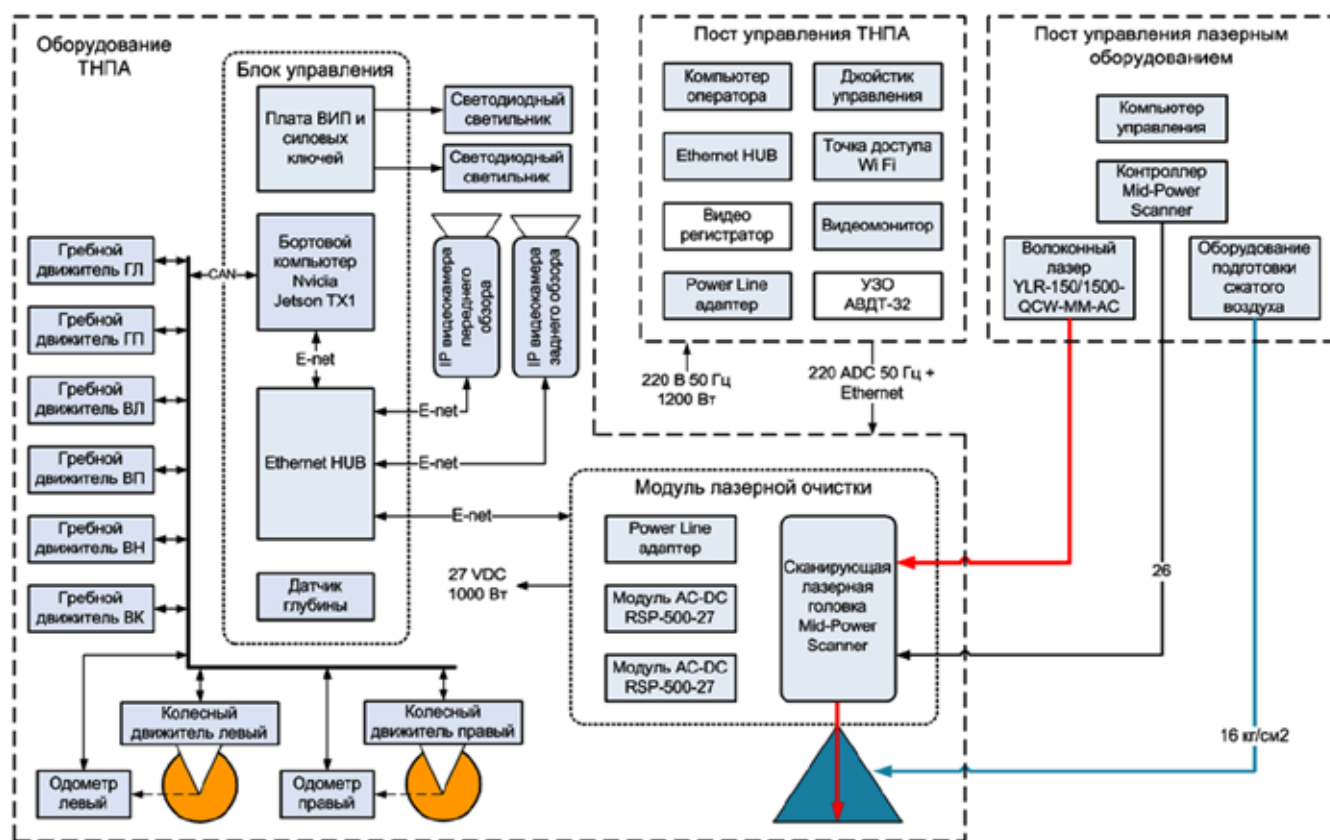 Оборудование
ТНПА
Блок управления
Плата ВИП и
силовых
ключей
Светодиодный
светильник
Светодиодный
светильник
Бортовой
компьютер
Nvidia
Jetson TX1
CAN
E-net
Ethernet HUB
Датчик
глубины
IP видеокамера
переднего
обзора
IP видеокамера
заднего обзора
E-net
E-net
E-net
Гребной
движитель ГЛ
Гребной
движитель ГП
Гребной
движитель ВЛ
Гребной
движитель ВП
Гребной
движитель ВН
Гребной
движитель ВК
Колесный
движитель левый
Колесный
движитель правый
Одометр
левый
Одометр
правый
27 VDC
1000 Вт
Пост управления ТНПА
Компьютер
оператора
Джойстик
управления
Ethernet HUB
Точка доступа
Wi Fi
Видео
регистратор
Видеомонитор
Power Line
адаптер
УЗО
АВДТ-32
220 В 50 Гц
1200 Вт
220 ADC 50 Гц +
Ethernet
Модуль лазерной очистки
Power Line
адаптер
Модуль AC-DC
RSP-500-27
Модуль AC-DC
RSP-500-27
Сканирующая
лазерная
головка
Mid-Power
Scanner
Пост управления лазерным
оборудованием
Компьютер
управления
Контроллер
Mid-Power
Scanner
Волоконный
лазер
YLR-150/1500-
QCW-MM-AC
Оборудование
подготовки
сжатого
воздуха
26
16 кг/см2